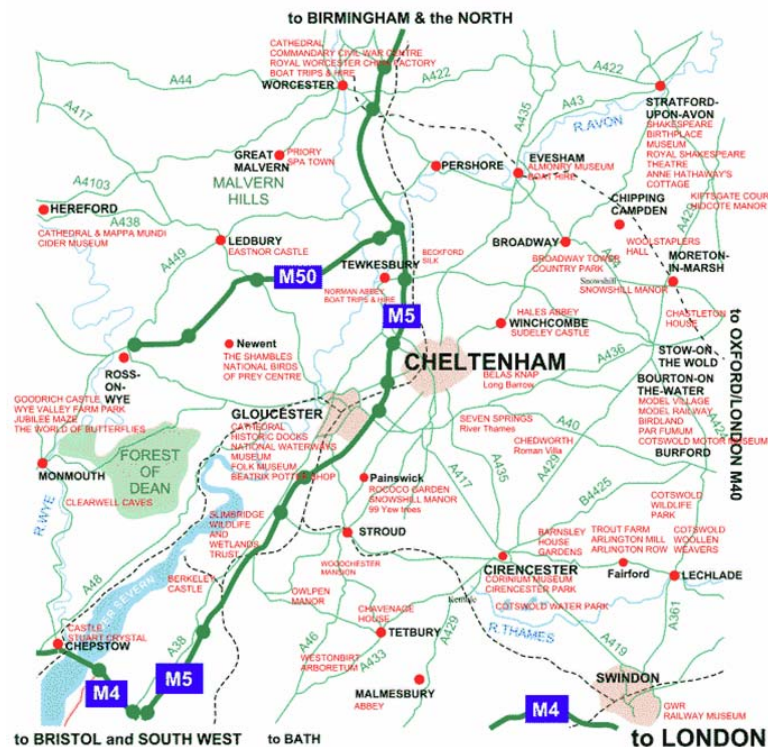 to BIRMINGHAM & the NORTH
CATHEDRAL
COMMANDARY CIVIL WAR CENTRE
ROYAL WORCESTER CHINA FACTORY
BOAT TRIPS & HIRE
WORCESTER
A44
A422
A422
A417
A435
A43
R.AVON
STRATFORD-
UPON-AVON
SHAKESPEARE
BIRTHPLACE
MUSEUM
ROYAL SHAKESPEARE
THEATRE
ANNE HATHAWAY'S
COTTAGE
GREAT
MALVERN
PRIORY
SPA TOWN
MALVERN
HILLS
PERSHORE
EVESHAM
ALMONRY MUSEUM
BOAT HIRE
A4103
HEREFORD
A438
CATHEDRAL & MAPPA MUNDI
CIDER MUSEUM
CHIPPING
CAMPDEN
KIFTSGATE COUR
HIDCOTE MANOR
A429
LEDBURY
EASTNOR CASTLE
A449
BROADWAY
BROADWAY TOWER
COUNTRY PARK
WOOLSTAPLERS
HALL
MORETON-
IN-MARSH
M50
TEWKESBURY
BECKFORD
SILK
NORMAN ABBEY
BOAT TRIPS & HIRE
Snowshill
SNOWSHILL MANOR
M5
HALES ABBEY
WINCHCOMBE
SUDELEY CASTLE
CHASTLETON
HOUSE
to OXFORD/LONDON M40
Newent
THE SHAMBLES
NATIONAL BIRDS
OF PREY CENTRE
ROSS-
ON-
WYE
CHELTENHAM
A436
STOW-ON
THE WOLD
BELAS KNAP
Long Barrow
BOURTON-ON
THE-WATER
MODEL VILLAGE
MODEL RAILWAY
BIRDLAND
PAR FUMUM
COTSWOLD MOTOR MUSEUM
GOODRICH CASTLE
WYE VALLEY FARM PARK
JUBILEE MAZE
THE WORLD OF BUTTERFLIES
GLOUCESTER
CATHEDRAL
HISTORIC DOCKS
NATIONAL WATERWAYS
MUSEUM
FOLK MUSEUM
BEATRIX POTTER SHOP
SEVEN SPRINGS
River Thames
A40
CHEDWORTH
Roman Villa
BURFORD
FOREST
OF
DEAN
MONMOUTH
A417
A435
A429
CLEARWELL CAVES
Painswick
ROCOCO GARDEN
SNOWSHILL MANOR
99 Yew trees
B4425
COTSWOLD
WILDLIFE
PARK
R.WYE
SLIMBRIDGE
WILDLIFE
AND
WETLANDS
TRUST
STROUD
BARNSLEY
HOUSE
GARDENS
TROUT FARM
ARLINGTON MILL
ARLINGTON ROW
COTSWOLD
WOOLLEN
WEAVERS
WOODCHESTER
MANSION
CIRENCESTER
CORINIUM MUSEUM
CIRENCESTER PARK
Fairford
LECHLADE
A48
BERKELEY
CASTLE
OWLPEN
MANOR
Kemble
COTSWOLD WATER PARK
CHAVENAGE
HOUSE
A361
CASTLE
STUART CRYSTAL
CHEPSTOW
A38
A46
TETBURY
A429
R.THAMES
A419
WESTONBIRT
ARBORETUM
A433
M4
M5
MALMESBURY
ABBEY
SWINDON
GWR
RAILWAY MUSEUM
M4
to BRISTOL and SOUTH WEST
to BATH
to LONDON